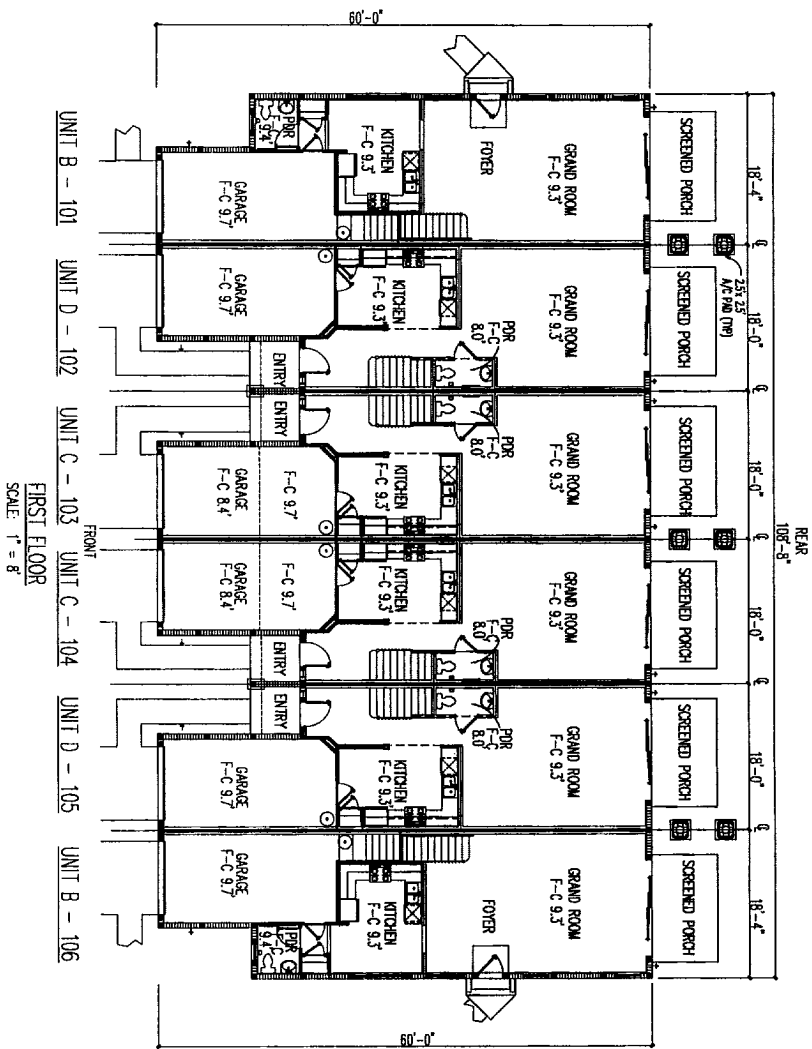 REAR
108'-8"
18'-4"
18'-0"
18'-0"
18'-0"
18'-0"
18'-4"
60'-0"
60'-0"
2.5' x 2.5'
A/C PAD (TYP)
SCREENED PORCH
SCREENED PORCH
SCREENED PORCH
SCREENED PORCH
SCREENED PORCH
SCREENED PORCH
GRAND ROOM
F-C 9.3'
GRAND ROOM
F-C 9.3'
GRAND ROOM
F-C 9.3'
GRAND ROOM
F-C 9.3'
GRAND ROOM
F-C 9.3'
GRAND ROOM
F-C 9.3'
FOYER
PDR
F-C
8.0'
PDR
F-C
8.0'
PDR
F-C
8.0'
PDR
F-C
8.0'
FOYER
KITCHEN
F-C 9.3'
KITCHEN
F-C 9.3'
KITCHEN
F-C 9.3'
KITCHEN
F-C 9.3'
KITCHEN
F-C 9.3'
KITCHEN
F-C 9.3'
PDR
F-C
9.4'
ENTRY
ENTRY
ENTRY
ENTRY
PDR
F-C
9.4'
GARAGE
F-C 9.7'
GARAGE
F-C 9.7'
F-C 9.7'
GARAGE
F-C 8.4'
F-C 9.7'
GARAGE
F-C 8.4'
GARAGE
F-C 9.7'
GARAGE
F-C 9.7'
FRONT
UNIT B - 101
UNIT D - 102
UNIT C - 103
UNIT C - 104
UNIT D - 105
UNIT B - 106
FIRST FLOOR
SCALE: 1" = 8'